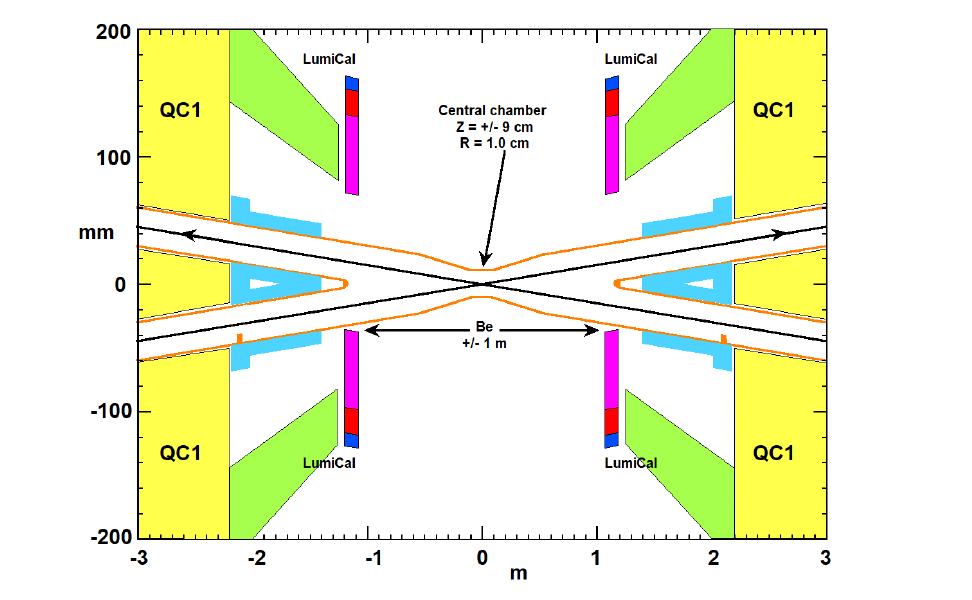 200
LumiCal
LumiCal
QC1
Central chamber
Z = +/- 9 cm
R = 1.0 cm
QC1
100
mm
0
Be
+/- 1 m
-100
QC1
LumiCal
LumiCal
QC1
-200
-3
-2
-1
0
1
2
3
m